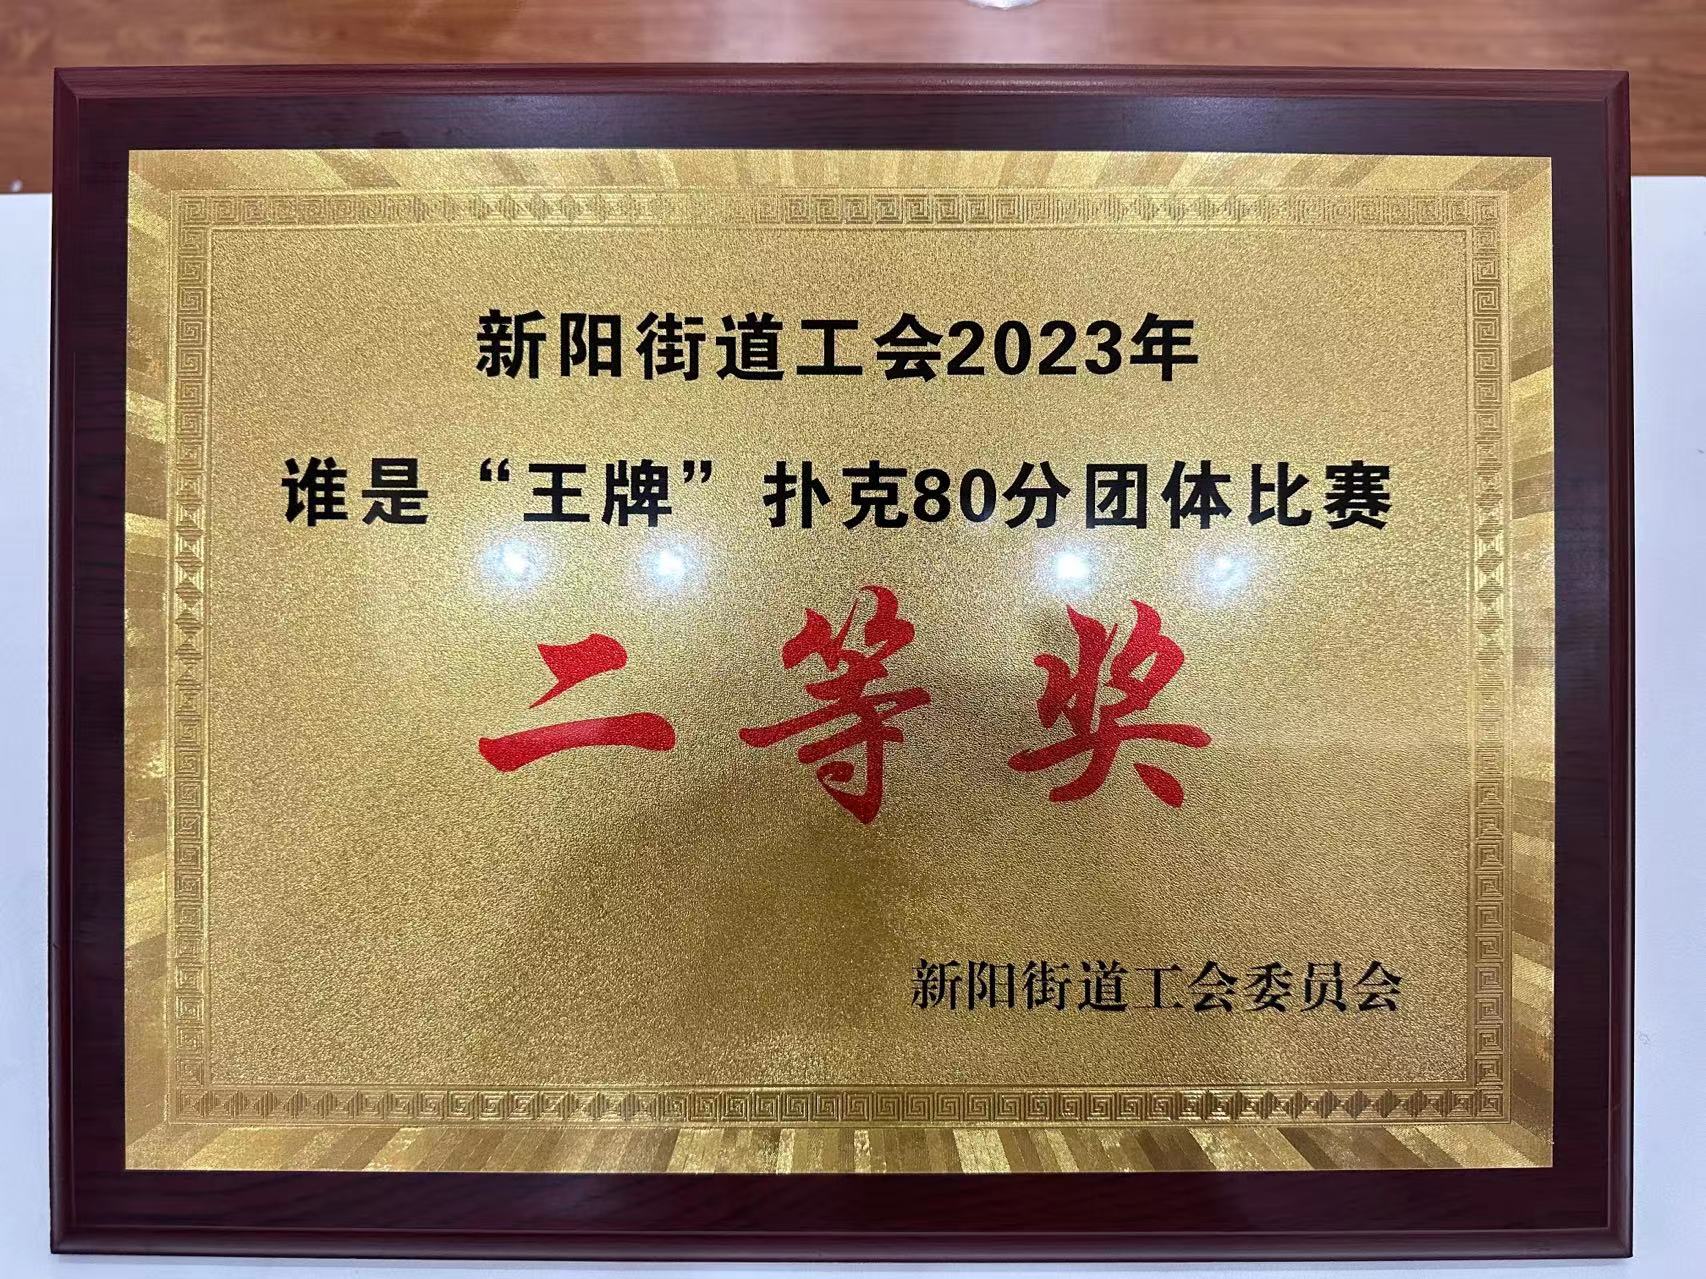 新阳街道工会2023年
谁是“王牌”扑克80分团体比赛
二等奖
新阳街道工会委员会